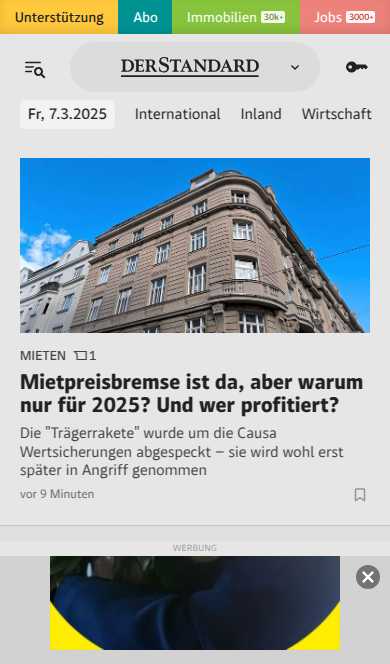 Unterstützung Abo Immobilien 30k+ Jobs 3000+
DERSTANDARD
Fr, 7.3.2025 International Inland Wirtschaft
MIETEN 1
Mietpreisbremse ist da, aber warum
nur für 2025? Und wer profitiert?
Die "Trägerrakete" wurde um die Causa
Wertsicherungen abgespeckt – sie wird wohl erst
später in Angriff genommen
vor 9 Minuten
WERBUNG